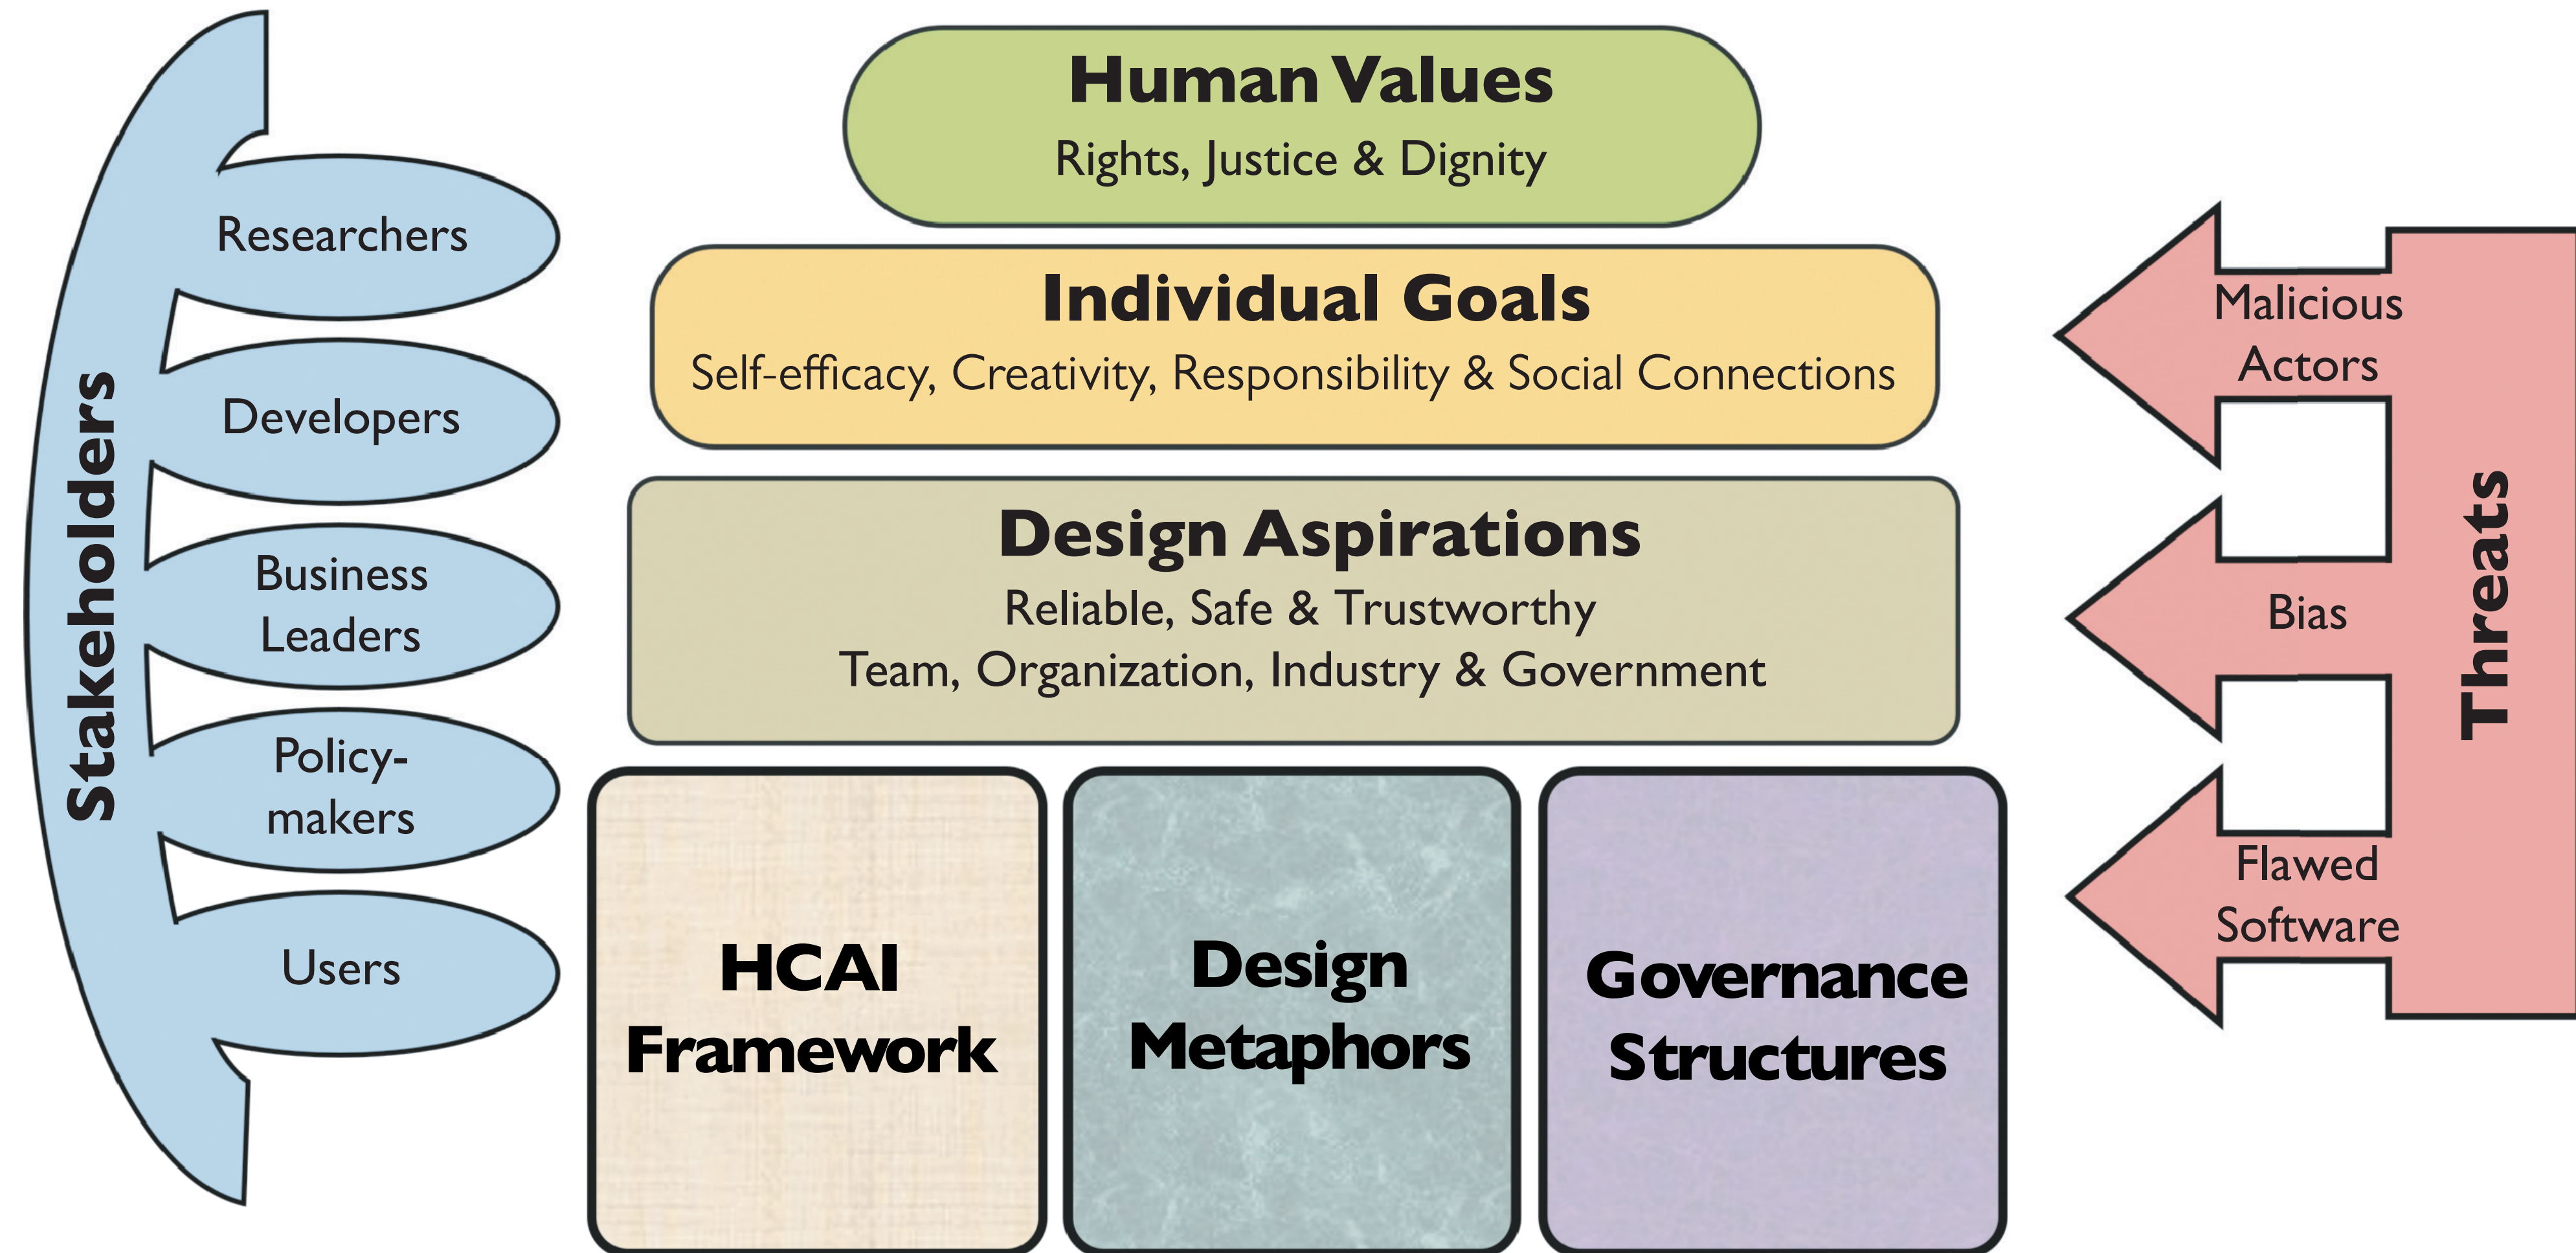 Stakeholders
Researchers
Developers
Business
Leaders
Policy-
makers
Users
Human Values
Rights, Justice & Dignity
Individual Goals
Self-efficacy, Creativity, Responsibility & Social Connections
Design Aspirations
Reliable, Safe & Trustworthy
Team, Organization, Industry & Government
HCAI
Framework
Design
Metaphors
Governance
Structures
Malicious
Actors
Bias
Flawed
Software
Threats